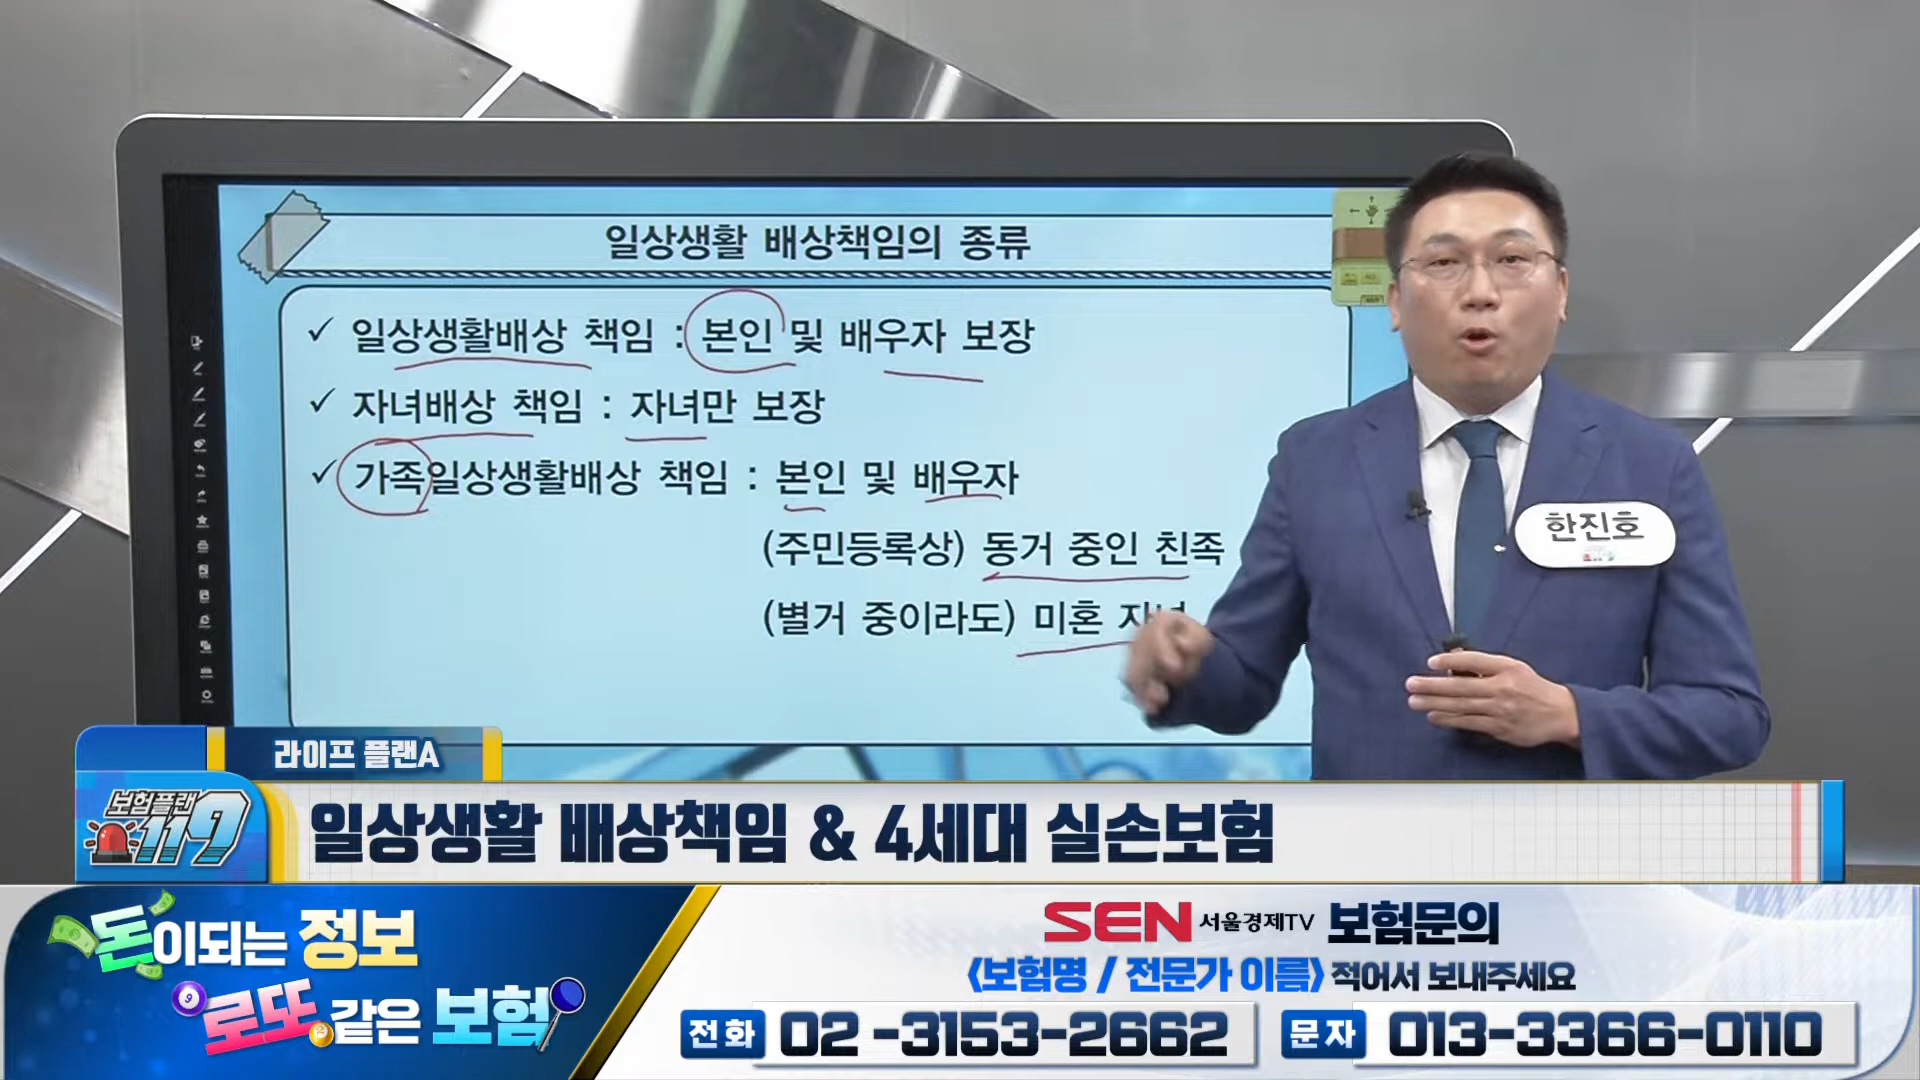 일상생활 배상책임의 종류
✓ 일상생활배상 책임 : 본인 및 배우자 보장
✓ 자녀배상 책임 : 자녀만 보장
✓ 가족일상생활배상 책임 : 본인 및 배우자
(주민등록상) 동거 중인 친족
(별거 중이라도) 미혼
한진호
라이프 플랜A
보험플랜
119
일상생활 배상책임 & 4세대 실손보험
돈이되는 정보
로또 같은 보험
SEN 서울경제TV 보험문의
<보험명 / 전문가 이름> 적어서 보내주세요
전화 02 -3153-2662 문자 013-3366-0110